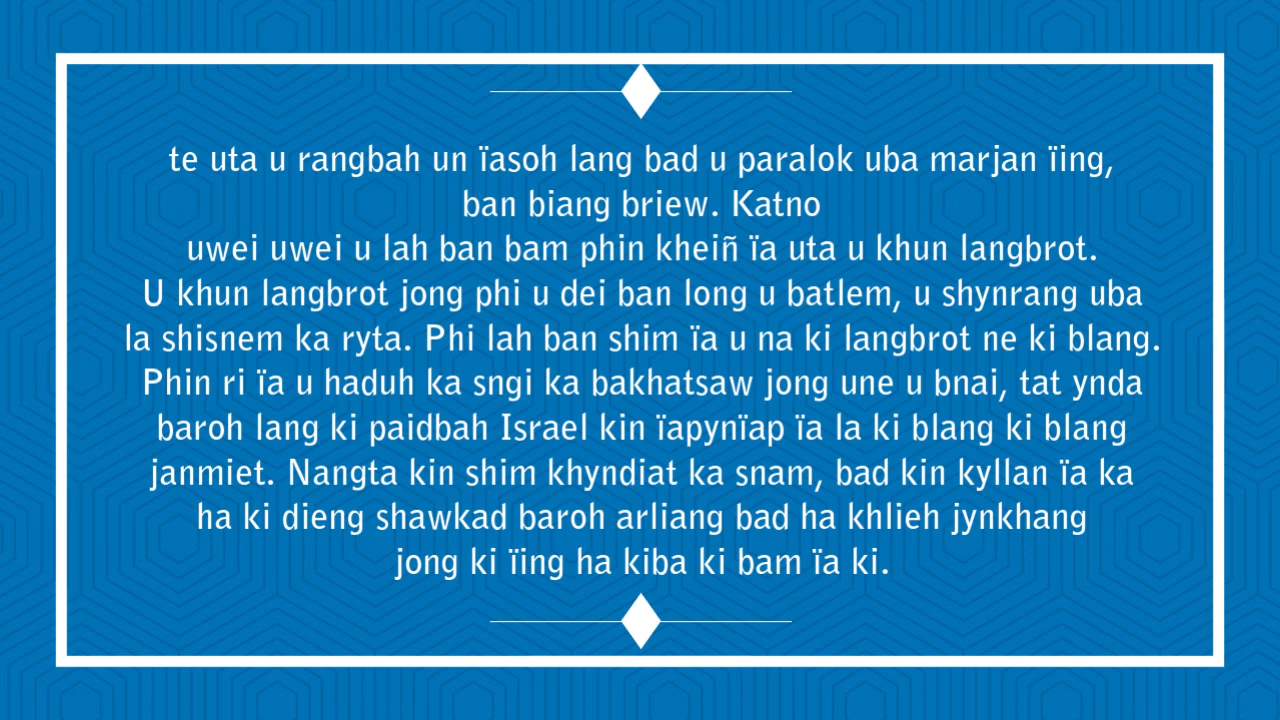 te uta u rangbah un ïasoh lang bad u paralok uba marjan ïing,
ban biang briew. Katno
uwei uwei u lah ban bam phin kheiñ ïa uta u khun langbrot.
U khun langbrot jong phi u dei ban long u batlem, u shynrang uba
la shisnem ka ryta. Phi lah ban shim ïa u na ki langbrot ne ki blang.
Phin ri ïa u haduh ka sngi ka bakhatsaw jong une u bnai, tat ynda
baroh lang ki paidbah Israel kin ïapynïap ïa la ki blang ki blang
janmiet. Nangta kin shim khyndiat ka snam, bad kin kyllan ïa ka
ha ki dieng shawkad baroh arliang bad ha khlieh jynkhang
jong ki ïing ha kiba ki bam ïa ki.